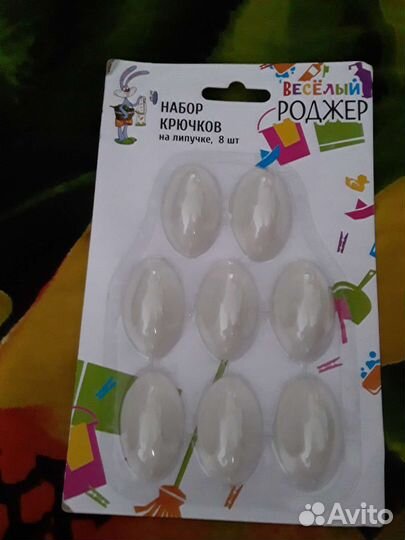 ВЕСЁЛЫЙ
РОДЖЕР
НАБОР
КРЮЧКОВ
на липучке, 8 шт
Avito